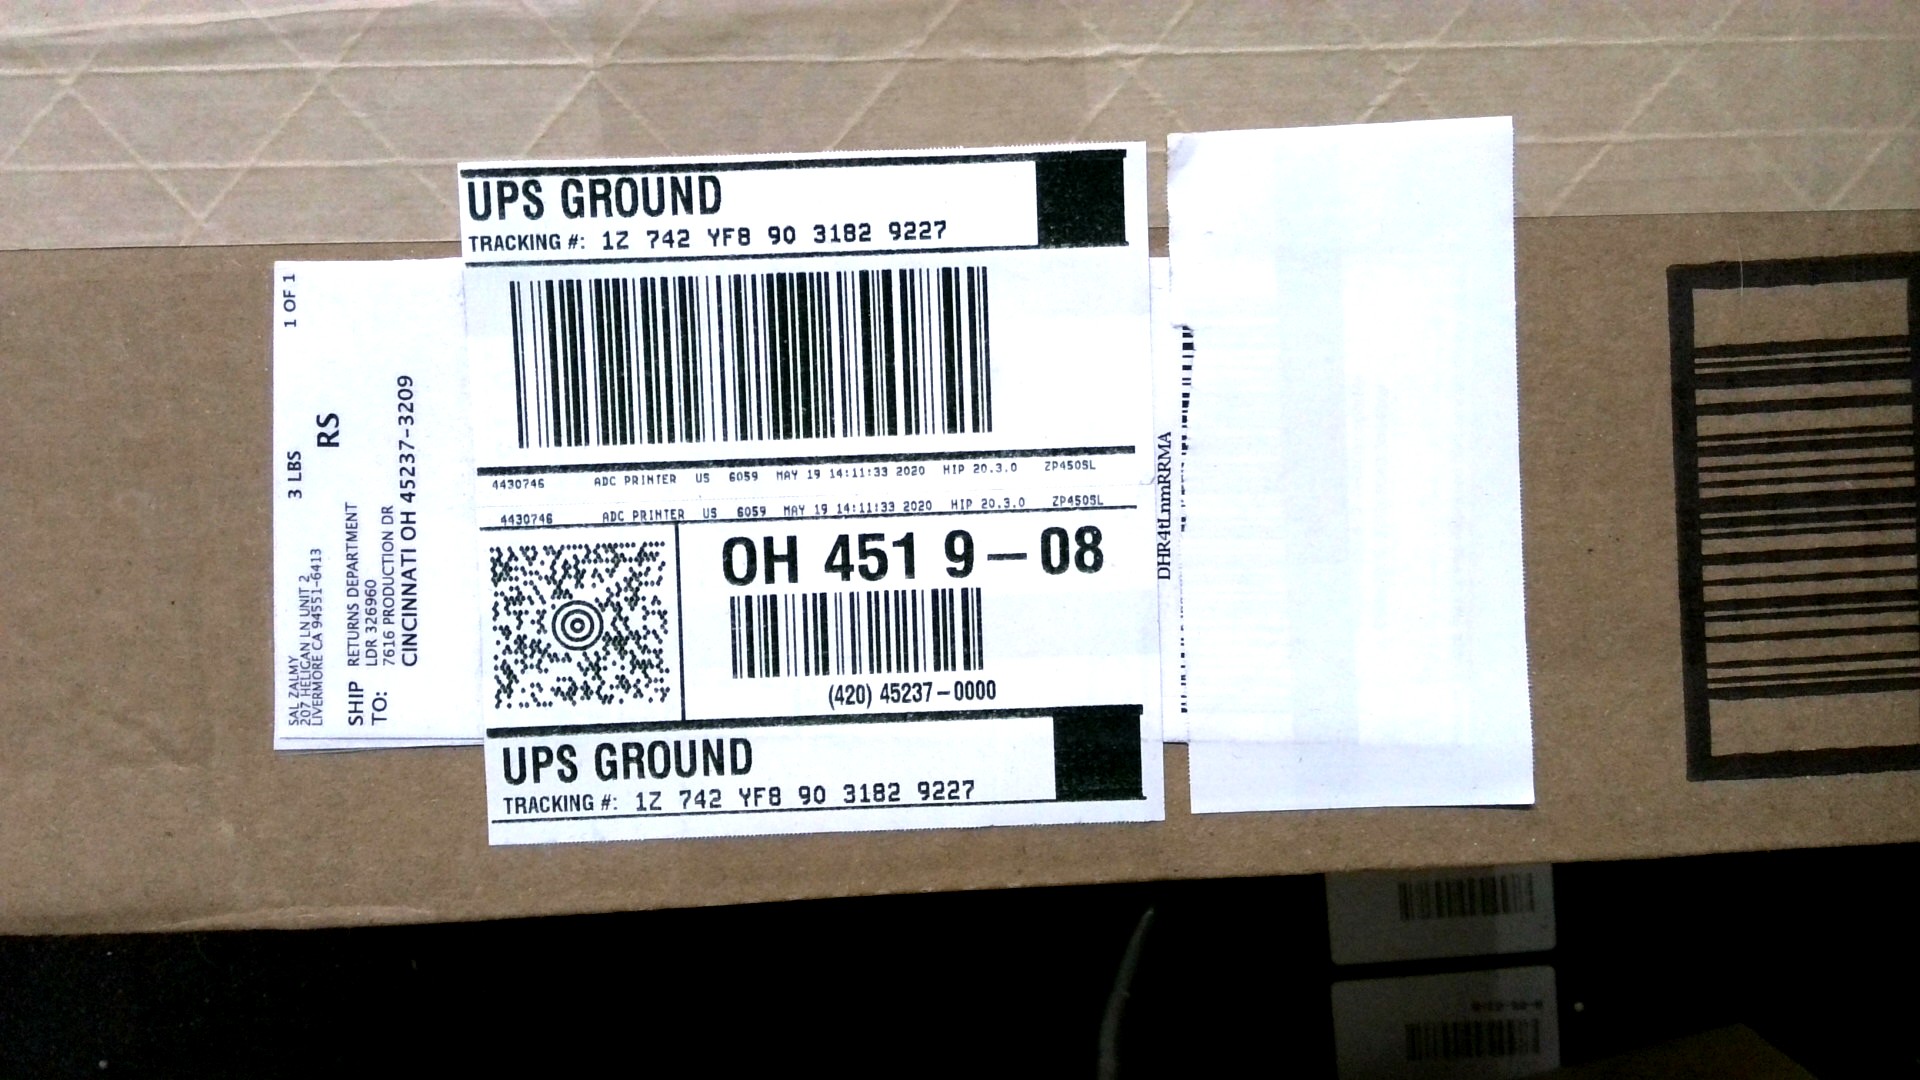 UPS GROUND
TRACKING #: 1Z 742 YF8 90 3182 9227
4430746 ADC PRINTER US 6059 MAY 19 14:11:33 2020 HIP 20.3.0 ZP450SL
4430746 ADC PRINTER US 6059 MAY 19 14:11:33 2020 HIP 20.3.0 ZP450SL
OH 451 9-08
(420) 45237-0000
UPS GROUND
TRACKING #: 1Z 742 YF8 90 3182 9227
SAL ZALMY
207 HELIGAN LN UNIT 2
LIVERMORE CA 94551-6413
3 LBS
1 OF 1
RS
SHIP
TO:
RETURNS DEPARTMENT
LDR 326960
7616 PRODUCTION DR
CINCINNATI OH 45237-3209
DHR4tLnmRRMA